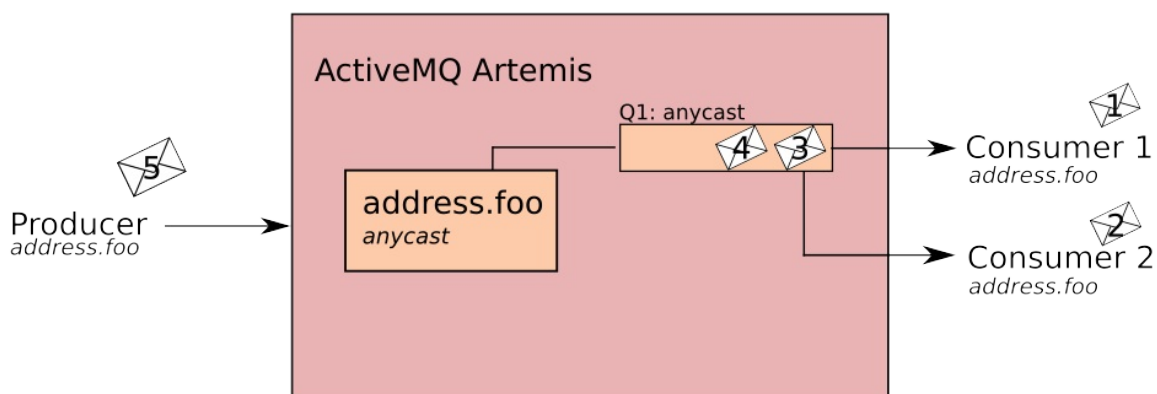 ActiveMQ Artemis
Q1: anycast
1
4
3
Consumer 1
address.foo
5
address.foo
anycast
Producer
address.foo
2
Consumer 2
address.foo